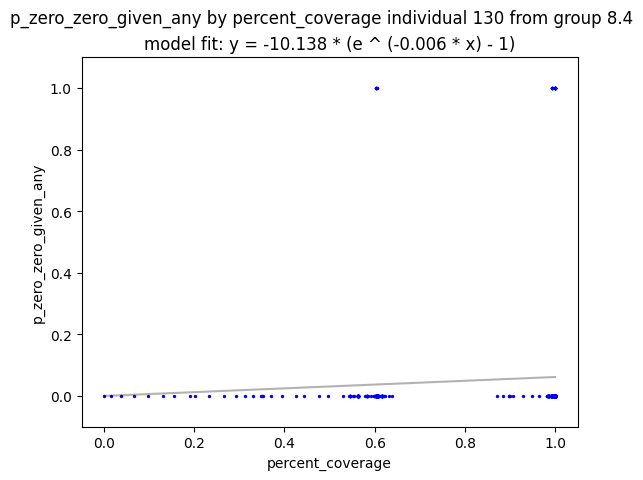 p_zero_zero_given_any by percent_coverage individual 130 from group 8.4
model fit: y = -10.138 * (e ^ (-0.006 * x) - 1)
1.0
0.8
0.6
0.4
0.2
0.0
p_zero_zero_given_any
0.0 0.2 0.4 0.6 0.8 1.0
percent_coverage